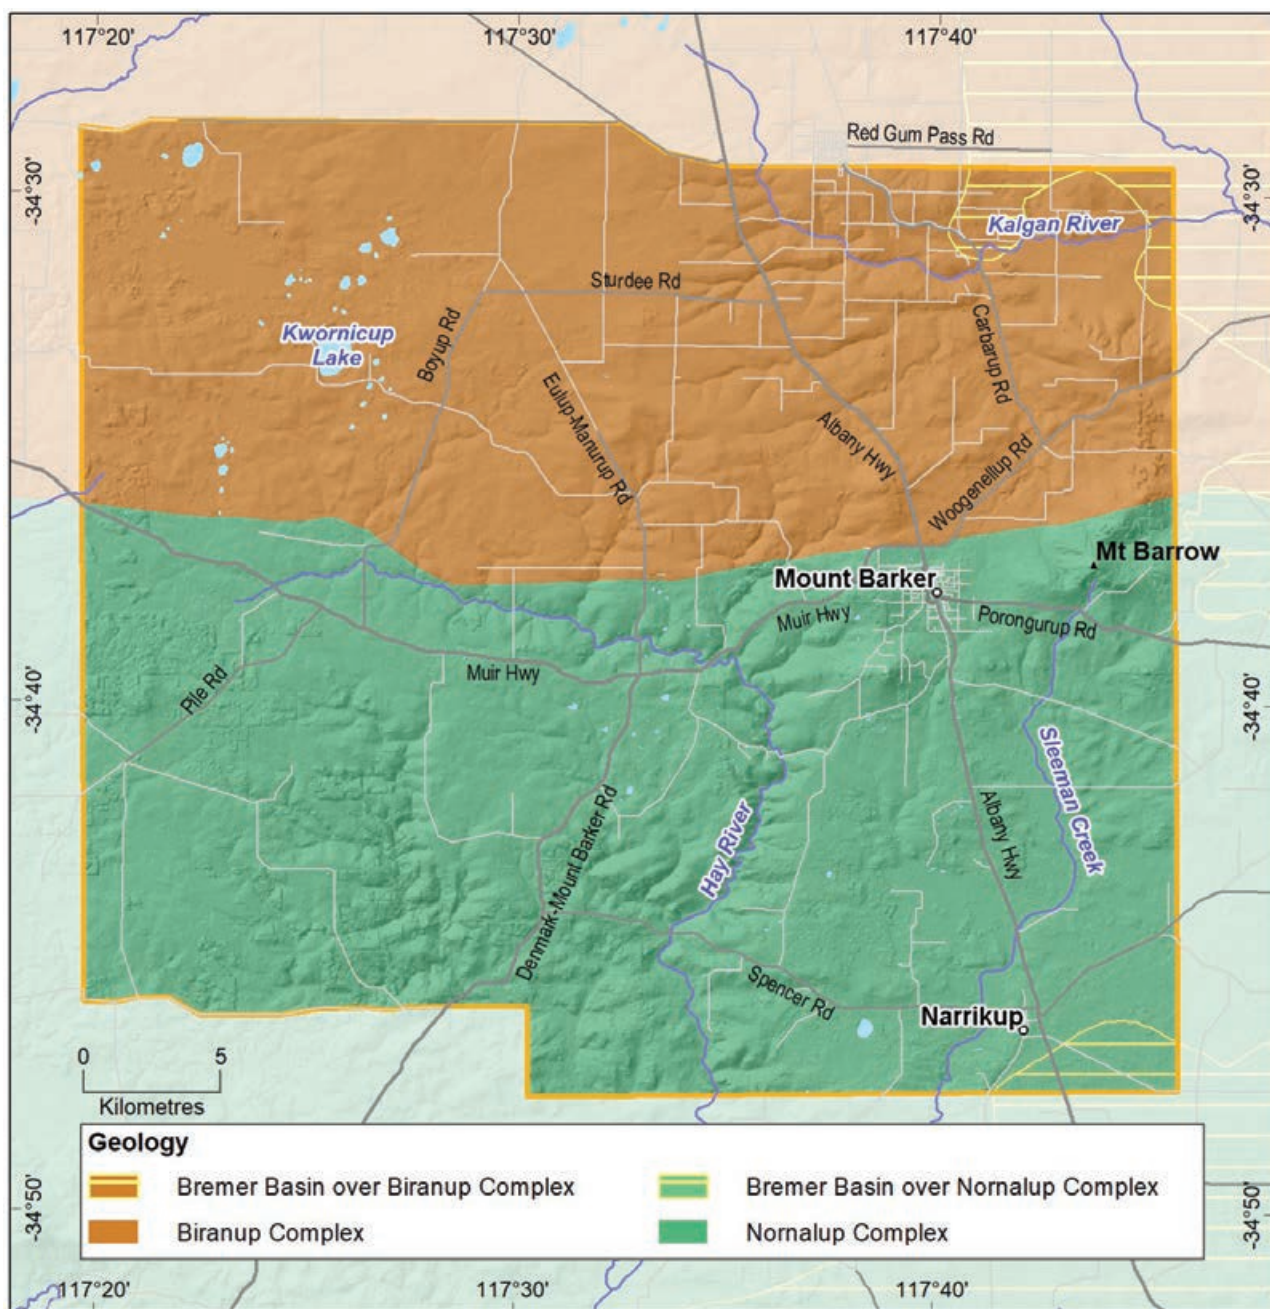 117°20'
117°30'
117°40'
Red Gum Pass Rd
-34°30'
-34°30'
Kalgan River
Sturdee Rd
Kwornicup
Lake
Boyup Rd
Carbarup Rd
Eulup-Manurup Rd
Albany Hwy
Woogenellup Rd
Mt Barrow
Mount Barker
Muir Hwy
Porongurup Rd
Muir Hwy
Pile Rd
-34°40'
-34°40'
Sleeman Creek
Hay River
Albany Hwy
Denmark-Mount Barker Rd
Spencer Rd
Narrikup
0 5
Kilometres
Geology
Bremer Basin over Biranup Complex
Bremer Basin over Nornalup Complex
Biranup Complex
Nornalup Complex
-34°50'
-34°50'
117°20'
117°30'
117°40'